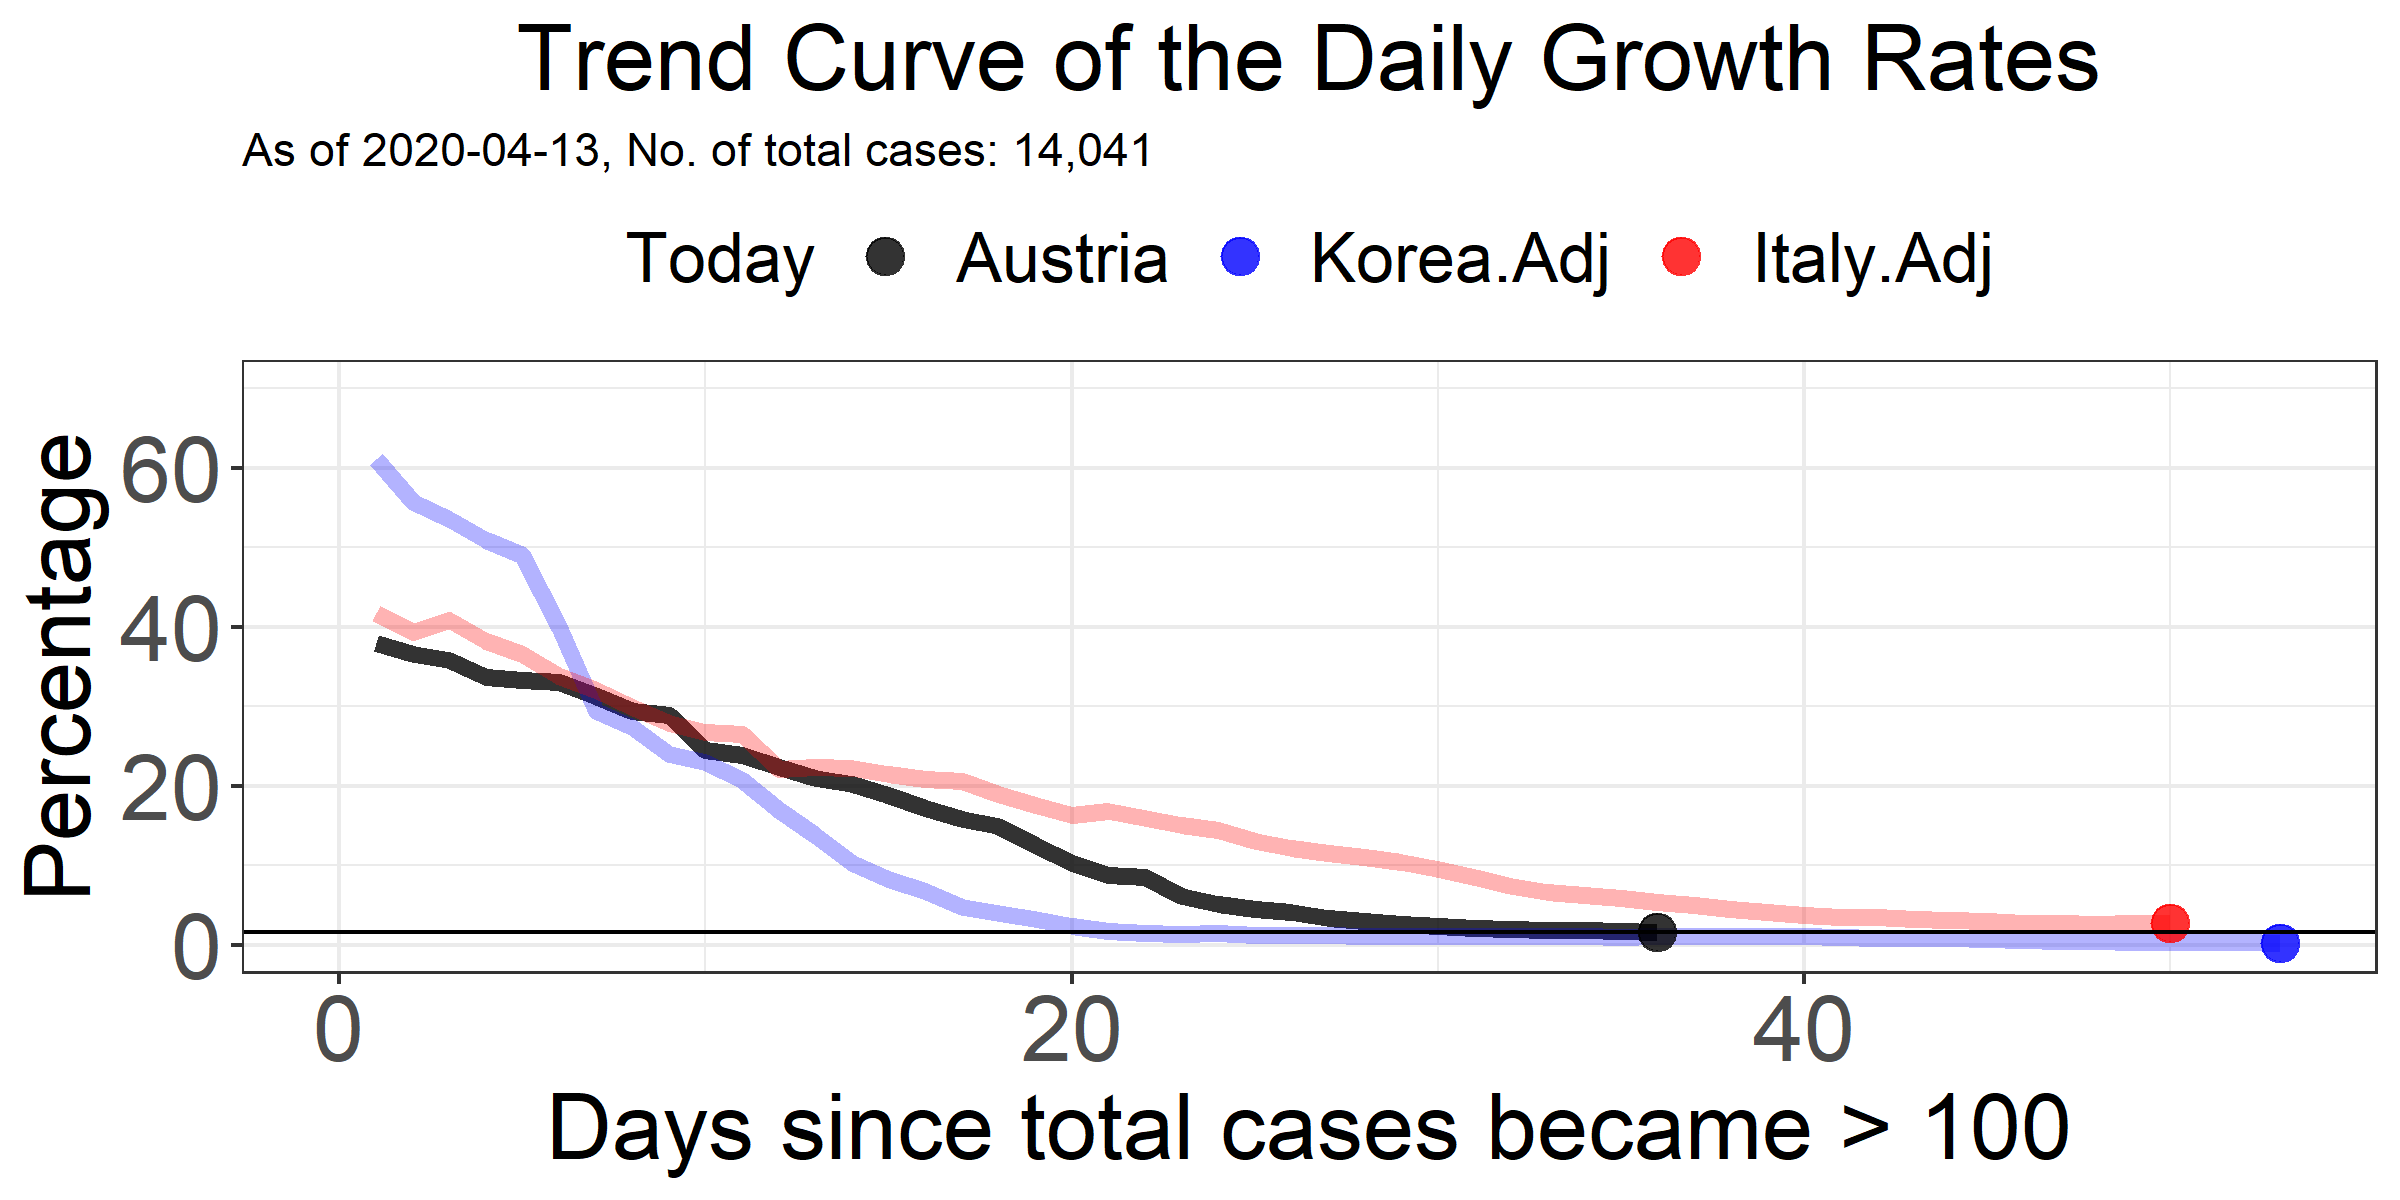 Trend Curve of the Daily Growth Rates
As of 2020-04-13, No. of total cases: 14,041
Today Austria Korea.Adj Italy.Adj
Percentage
60
40
20
0
0 20 40
Days since total cases became > 100